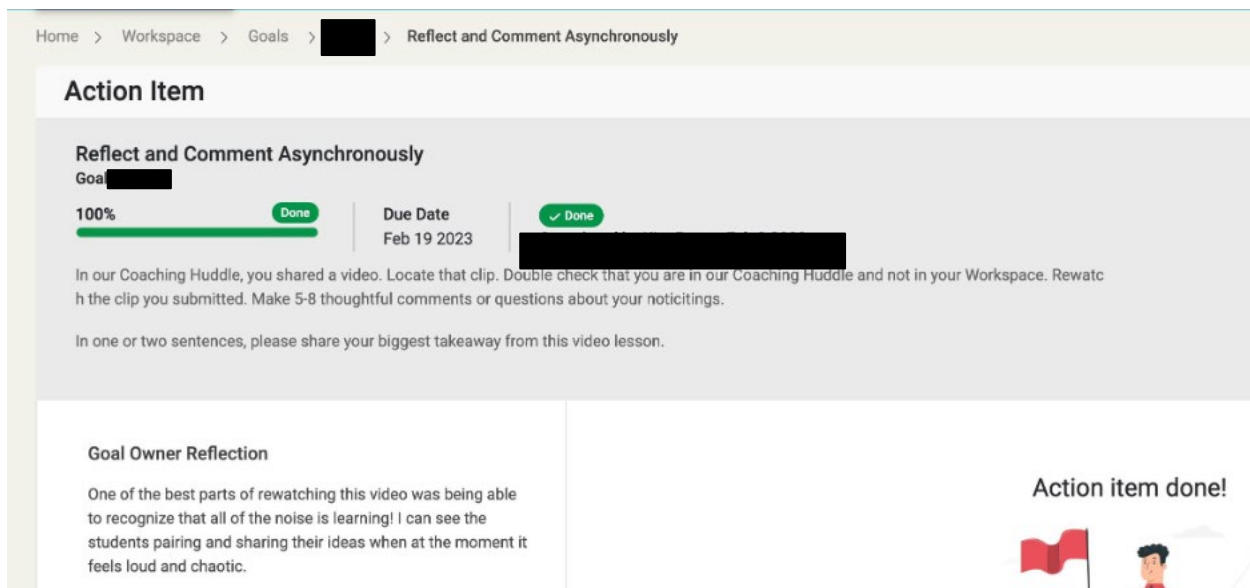 Home > Workspace > Goals > > Reflect and Comment Asynchronously
Action Item
Reflect and Comment Asynchronously
Goal
100%
Done
Due Date
Feb 19 2023
✓ Done
In our Coaching Huddle, you shared a video. Locate that clip. Double check that you are in our Coaching Huddle and not in your Workspace. Rewatc
h the clip you submitted. Make 5-8 thoughtful comments or questions about your noticitings.
In one or two sentences, please share your biggest takeaway from this video lesson.
Goal Owner Reflection
One of the best parts of rewatching this video was being able
to recognize that all of the noise is learning! I can see the
students pairing and sharing their ideas when at the moment it
feels loud and chaotic.
Action item done!